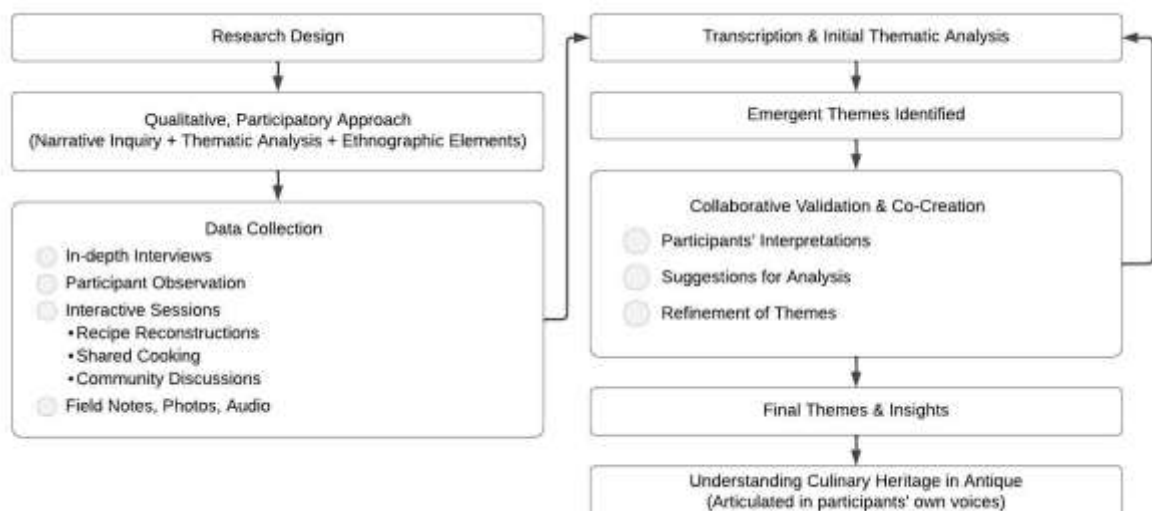 Research Design
Qualitative, Participatory Approach
(Narrative Inquiry + Thematic Analysis + Ethnographic Elements)
Data Collection
In-depth Interviews
Participant Observation
Interactive Sessions
•Recipe Reconstructions
•Shared Cooking
•Community Discussions
Field Notes, Photos, Audio
Transcription & Initial Thematic Analysis
Emergent Themes Identified
Collaborative Validation & Co-Creation
Participants' Interpretations
Suggestions for Analysis
Refinement of Themes
Final Themes & Insights
Understanding Culinary Heritage in Antique
(Articulated in participants' own voices)